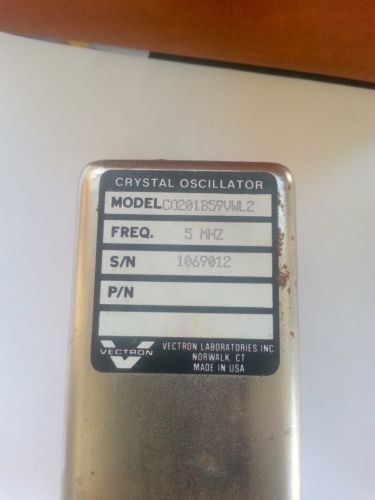 CRYSTAL OSCILLATOR
MODEL CO201B59VWL2
FREQ. 5 MHZ
S/N 1069012
P/N
VECTRON
VECTRON LABORATORIES INC
NORWALK, CT
MADE IN USA